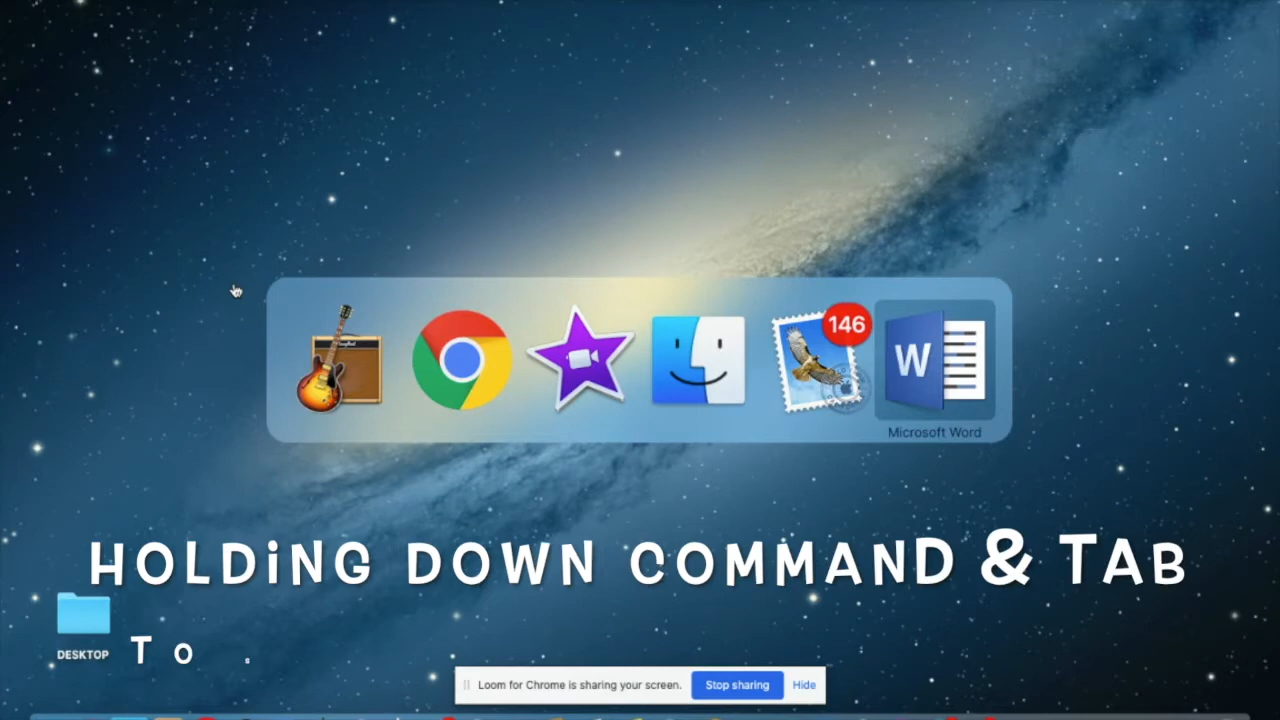 146
W
Microsoft Word
HOLDING DOWN COMMAND & TAB
DESKTOP
To .
Loom for Chrome is sharing your screen. Stop sharing Hide